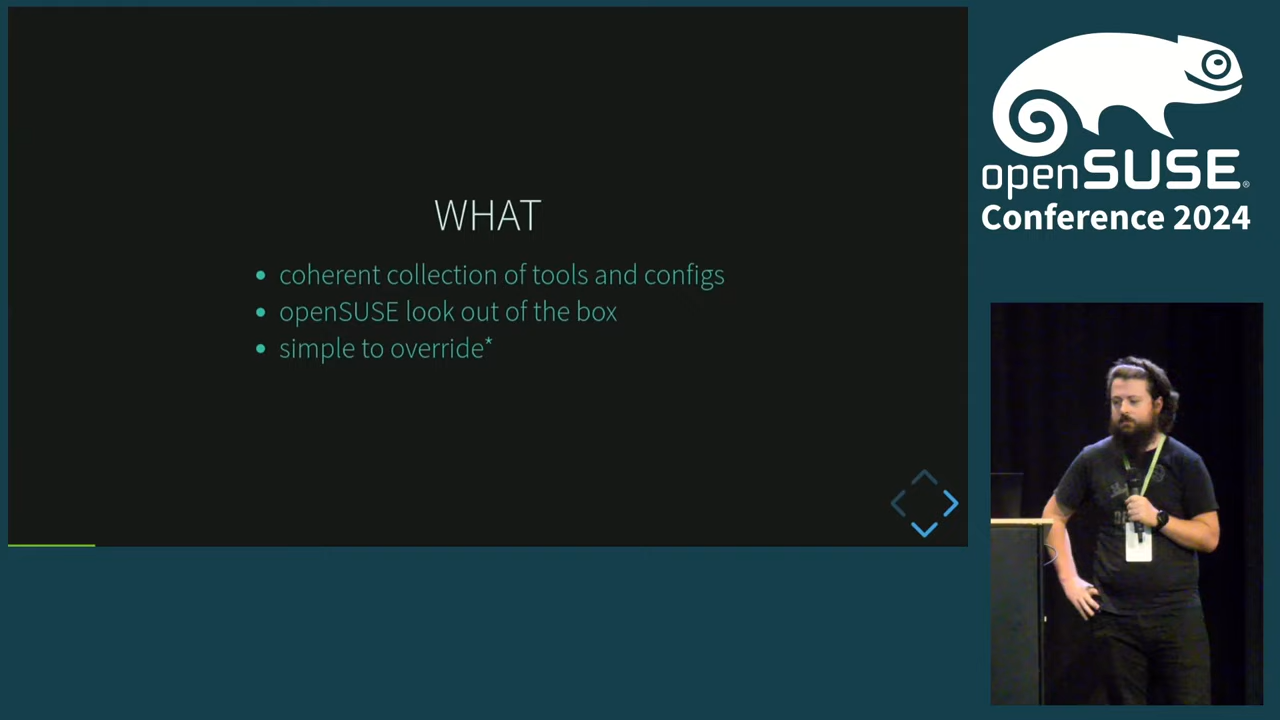 WHAT
coherent collection of tools and configs
openSUSE look out of the box
simple to override*
openSUSE®
Conference 2024